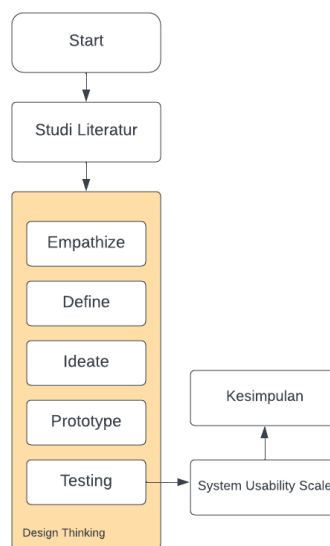 Start
Studi Literatur
Empathize
Define
Ideate
Prototype
Testing
Design Thinking
Kesimpulan
System Usability Scale